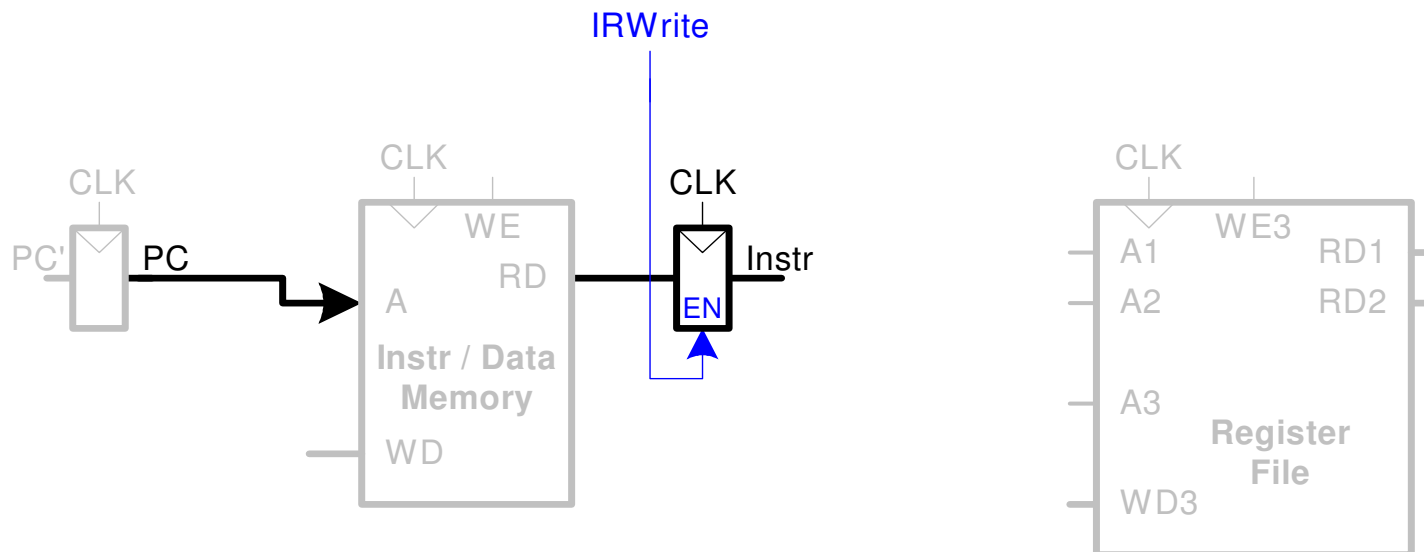 IRWrite
CLK
PC'
PC
CLK
WE
A
RD
Instr / Data
Memory
WD
CLK
EN
Instr
CLK
WE3
A1
RD1
A2
RD2
A3
Register
File
WD3